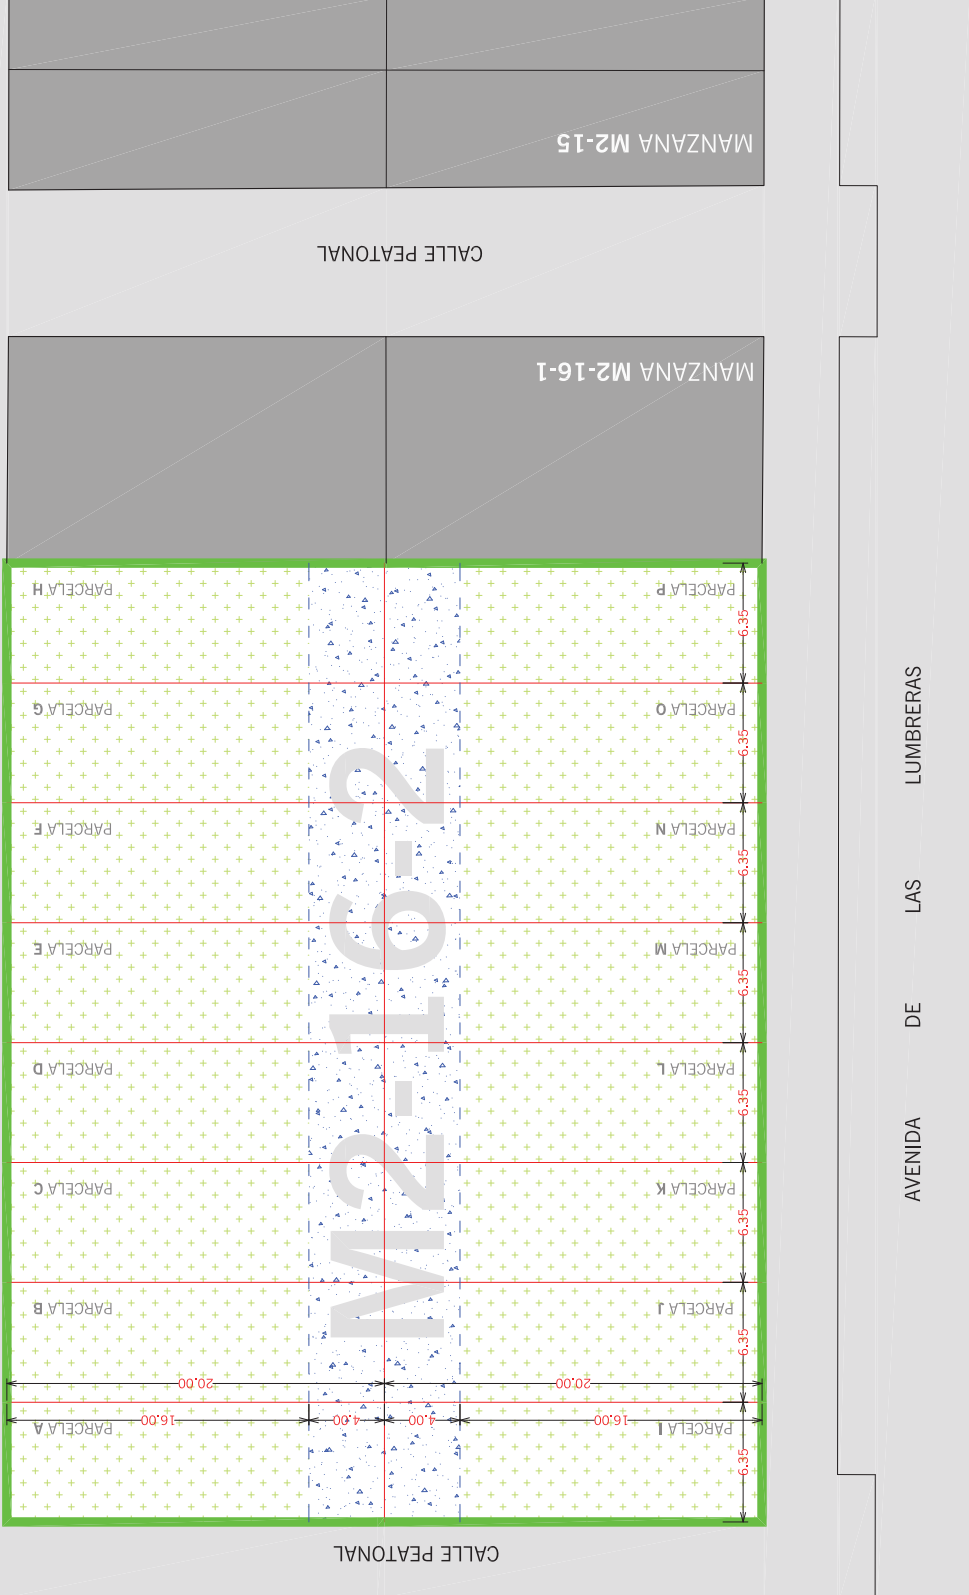 MANZANA M2-15
CALLE PEATONAL
MANZANA M2-16-1
PARCELA H
PARCELA P
6.35
PARCELA G
PARCELA O
6.35
PARCELA F
PARCELA N
6.35
PARCELA E
PARCELA M
6.35
PARCELA D
PARCELA L
6.35
PARCELA C
PARCELA K
6.35
PARCELA B
PARCELA J
6.35
20.00
20.00
16.00
4.00
4.00
16.00
PARCELA A
PARCELA I
6.35
M2-16-2
CALLE PEATONAL
AVENIDA DE LAS LUMBRERAS